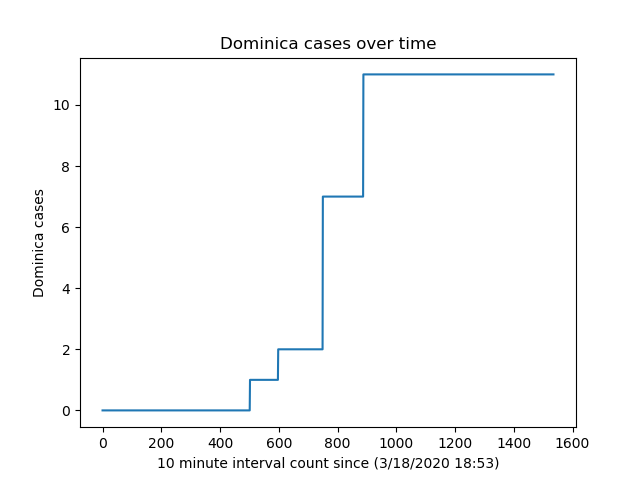 Dominica cases over time
10
8
6
4
2
0
Dominica cases
0 200 400 600 800 1000 1200 1400 1600
10 minute interval count since (3/18/2020 18:53)